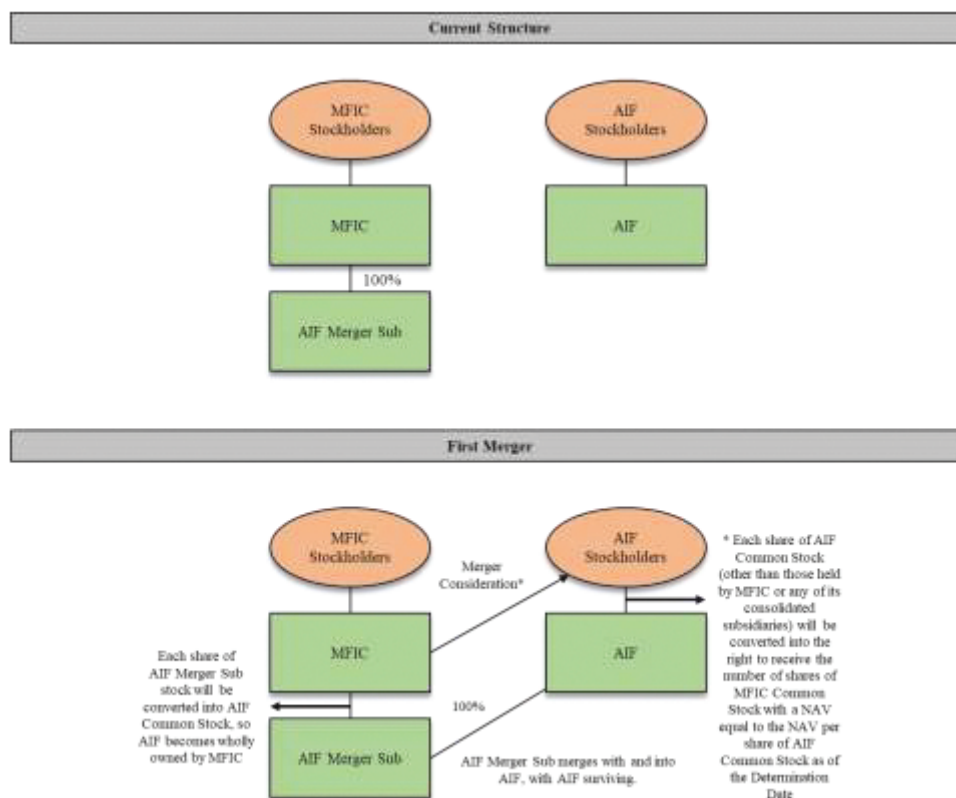 Current Structure
MFIC
Stockholders
AIF
Stockholders
MFIC
AIF
100%
AIF Merger Sub
First Merger
MFIC
Stockholders
AIF
Stockholders
Merger
Consideration*
* Each share of AIF
Common Stock
(other than those held
by MFIC or any of its
consolidated
subsidiaries) will be
converted into the
right to receive the
number of shares of
MFIC Common
Stock with a NAV
equal to the NAV per
share of AIF
Common Stock as of
the Determination
Date
MFIC
AIF
Each share of
AIF Merger Sub
stock will be
converted into AIF
Common Stock, so
AIF becomes wholly
owned by MFIC
100%
AIF Merger Sub
AIF Merger Sub merges with and into
AIF, with AIF surviving.